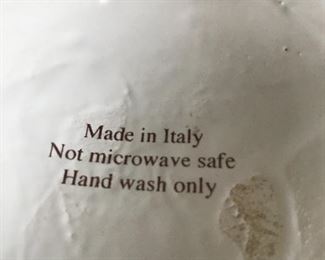 Made in Italy
Not microwave safe
Hand wash only